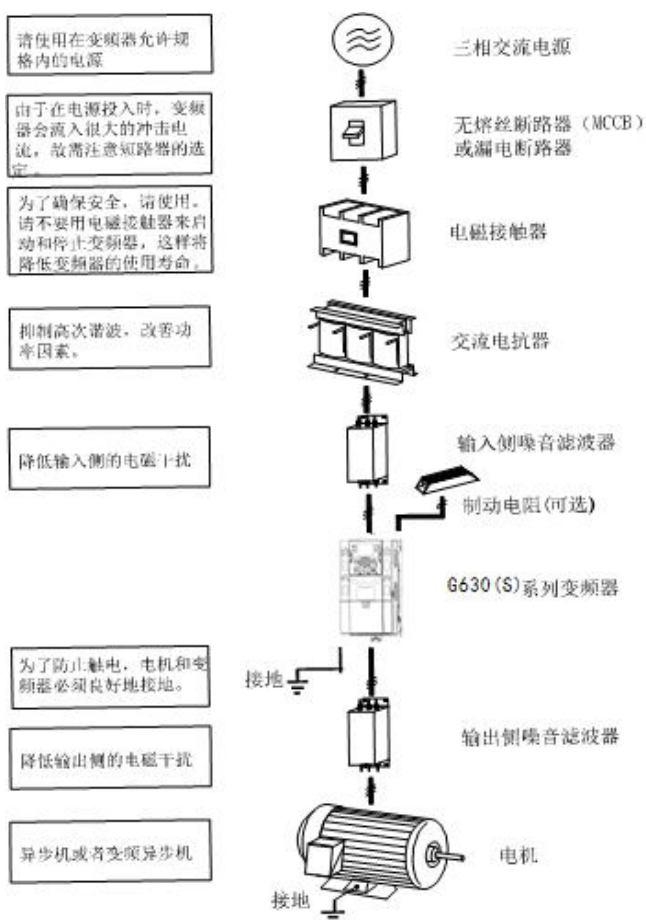 请使用在变频器允许规
格内的电源
三相交流电源
由于在电源投入时，变频
器会流入很大的冲击电
流，故需注意短路器的选
定。
无熔丝断路器（MCCB）
或漏电断路器
为了确保安全，请使用。
请不要用电磁接触器来启
动和停止变频器，这样将
降低变频器的使用寿命。
电磁接触器
抑制高次谐波，改善功
率因素。
交流电抗器
降低输入侧的电磁干扰
输入侧噪音滤波器
制动电阻(可选)
G630(S)系列变频器
为了防止触电，电机和变
频器必须良好地接地。
接地
降低输出侧的电磁干扰
输出侧噪音滤波器
异步机或者变频异步机
电机
接地